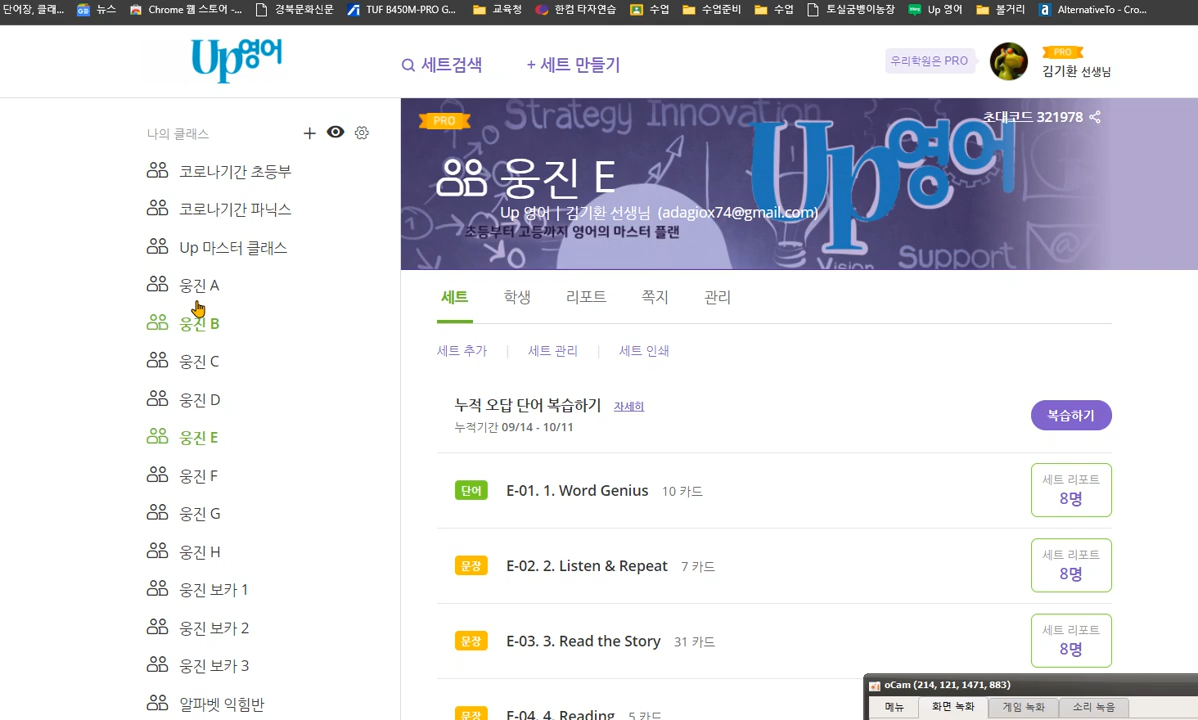 단어장, 클래...
뉴스
Chrome 웹 스토어 -...
경북문화신문
TUF B450M-PRO G...
교육청
한컴 타자연습
수업
수업준비
수업
토실금병이농장
Up 영어
볼거리
AlternativeTo - Cro...
Up영어
세트검색
+ 세트 만들기
우리학원은 PRO
PRO
김기환 선생님
나의 클래스
코로나기간 초등부
코로나기간 파닉스
Up 마스터 클래스
웅진 A
웅진 B
웅진 C
웅진 D
웅진 E
웅진 F
웅진 G
웅진 H
웅진 보카 1
웅진 보카 2
웅진 보카 3
알파벳 익힘반
PRO
Strategy Innovation
초대코드 321978
웅진 E
Up영어
Up 영어 | 김기환 선생님 (adagiox74@gmail.com)
초등부터 고등까지 영어의 마스터 플랜
Vision
Support
세트
학생
리포트
쪽지
관리
세트 추가
세트 관리
세트 인쇄
누적 오답 단어 복습하기 자세히
누적기간 09/14 - 10/11
복습하기
단어 E-01. 1. Word Genius 10 카드
세트 리포트
8명
문장 E-02. 2. Listen & Repeat 7 카드
세트 리포트
8명
문장 E-03. 3. Read the Story 31 카드
세트 리포트
8명
문장 E-04. 4. Reading 5 카드
oCam (214, 121, 1471, 883)
메뉴
화면 녹화
게임 녹화
소리 녹음